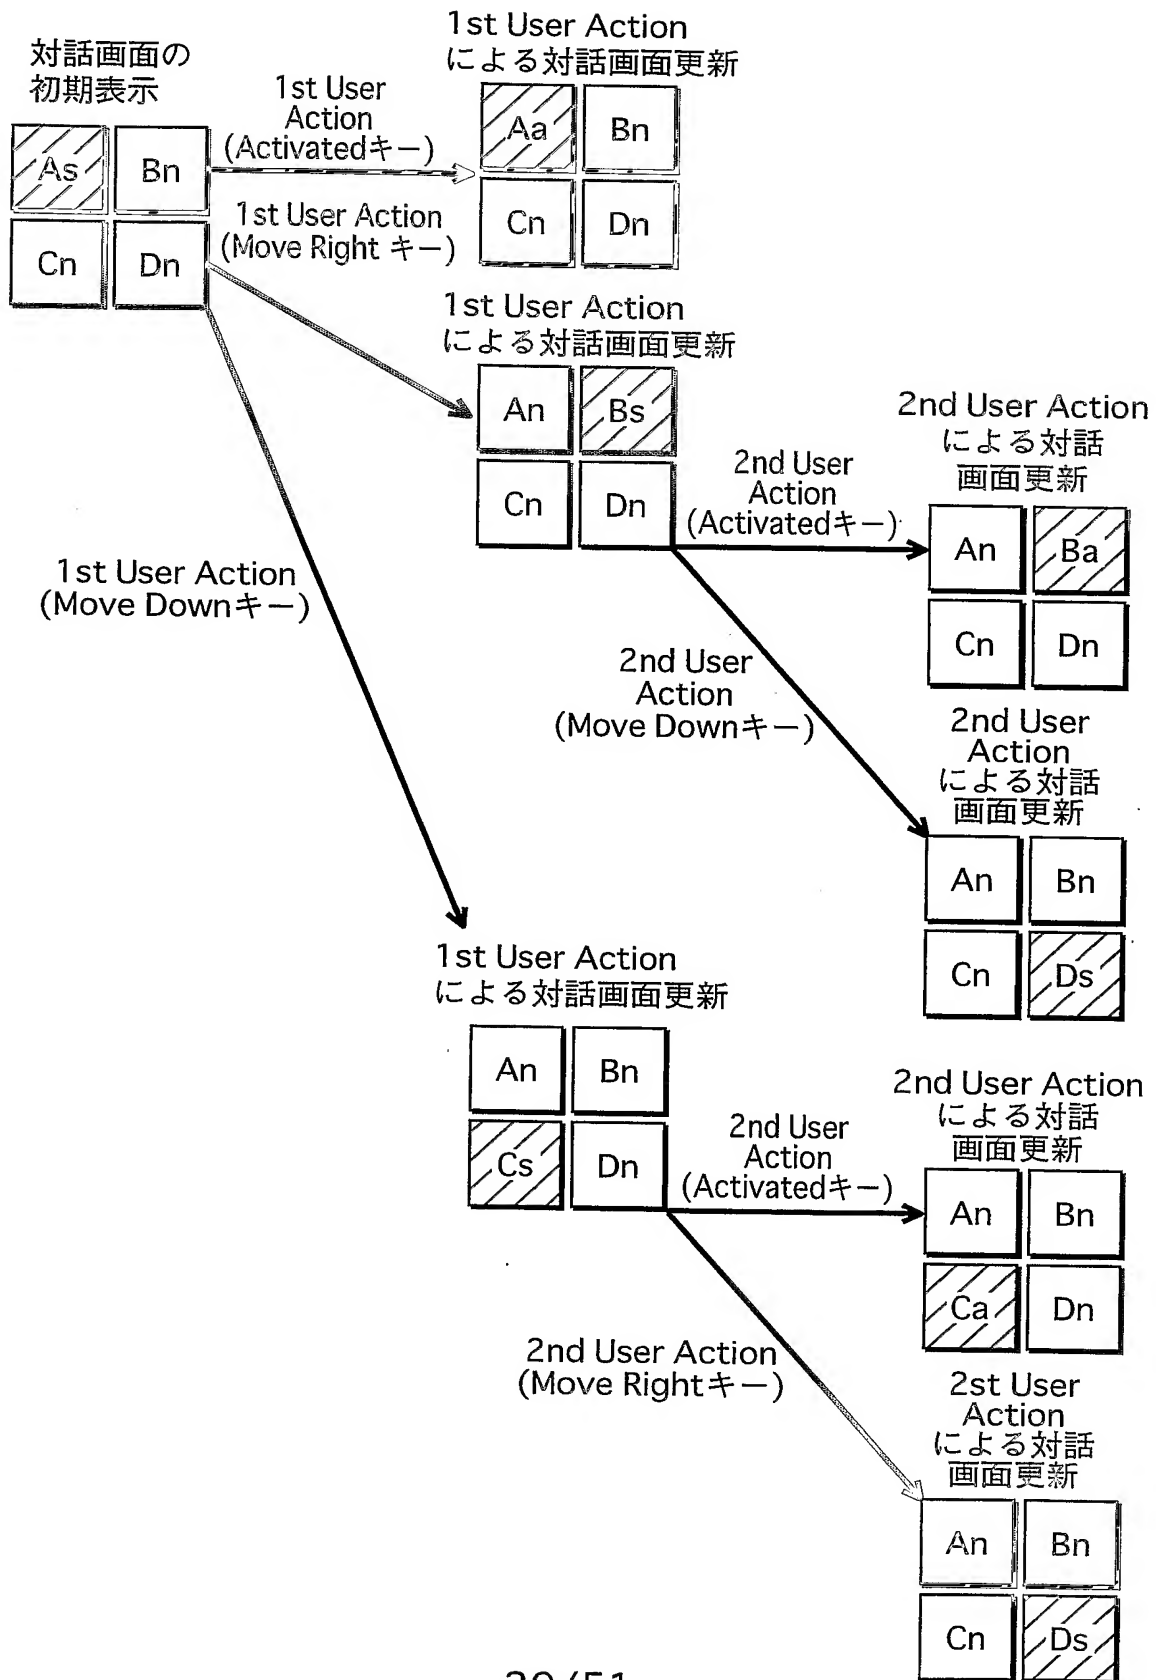 対話画面の
初期表示
As
Bn
Cn
Dn
1st User
Action
(Activatedキー)
1st User Action
による対話画面更新
Aa
Bn
Cn
Dn
1st User Action
(Move Right キー)
1st User Action
による対話画面更新
An
Bs
Cn
Dn
2nd User
Action
(Activatedキー)
2nd User Action
による対話
画面更新
An
Ba
Cn
Dn
1st User Action
(Move Downキー)
2nd User
Action
(Move Downキー)
2nd User
Action
による対話
画面更新
An
Bn
Cn
Ds
1st User Action
による対話画面更新
An
Bn
Cs
Dn
2nd User
Action
(Activatedキー)
2nd User Action
による対話
画面更新
An
Bn
Ca
Dn
2nd User Action
(Move Rightキー)
2st User
Action
による対話
画面更新
An
Bn
Cn
Ds